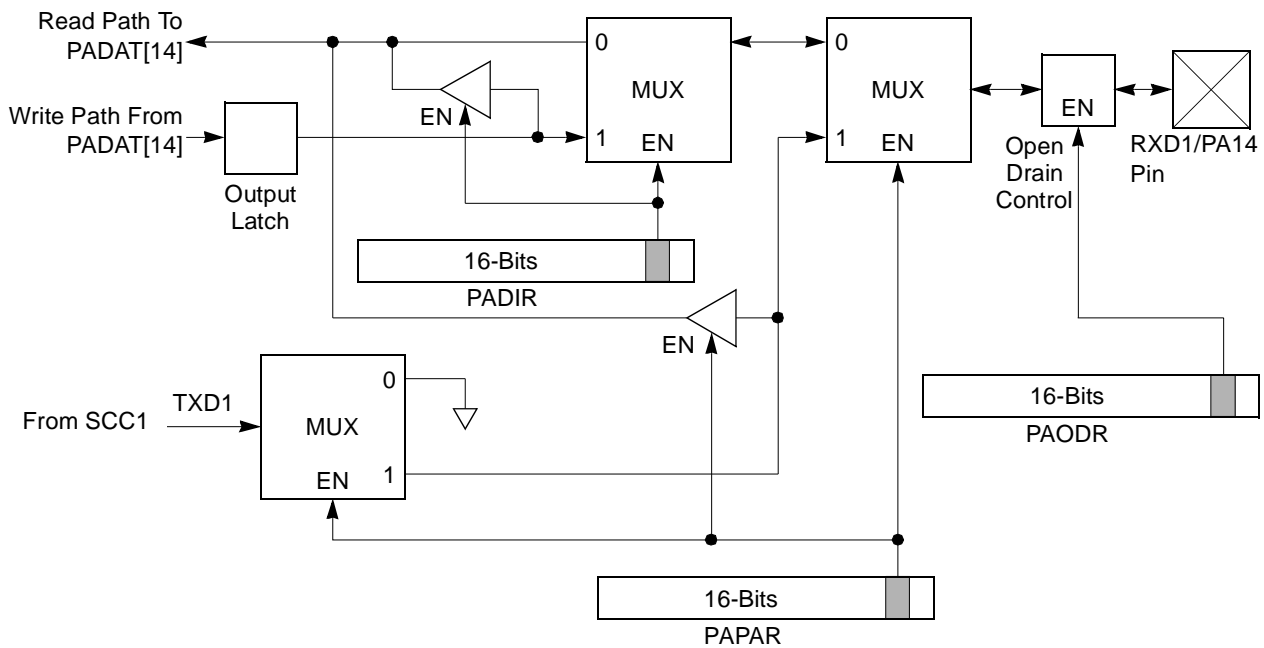 Read Path To
PADAT[14]
0
MUX
1
EN
0
MUX
1
EN
EN
Write Path From
PADAT[14]
Output
Latch
EN
Open
Drain
Control
RXD1/PA14
Pin
16-Bits
PADIR
EN
From SCC1
TXD1
0
MUX
EN
1
16-Bits
PAODR
16-Bits
PAPAR